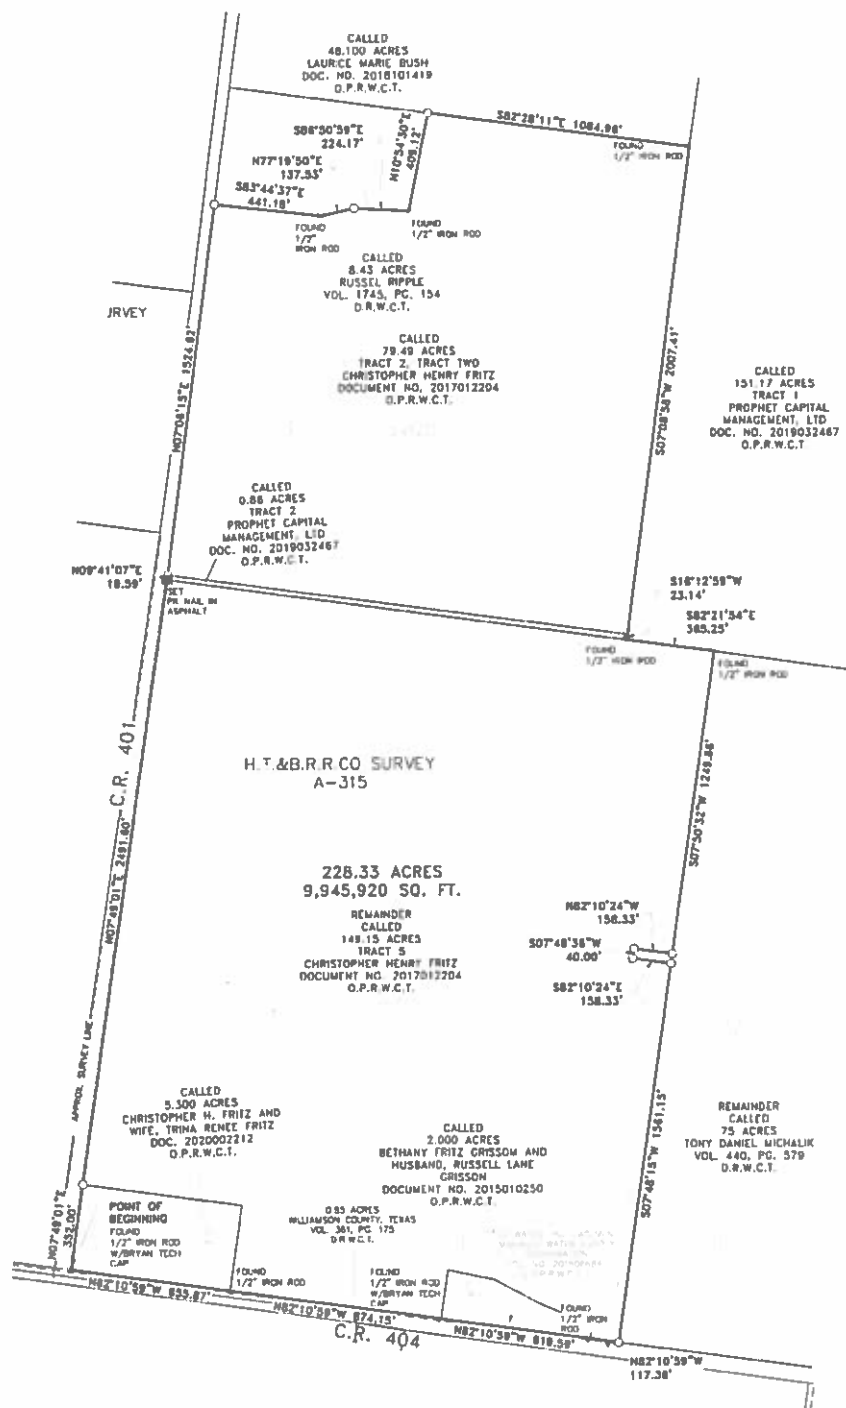 CALLED
48.100 ACRES
LAURICE MARIE BUSH
DOC. NO. 2018101419
O.P.R.W.C.T.
S82°28'11"E 1084.98'
S86°50'59"E
224.17'
N10°54'50"E
409.12'
N77°19'50"E
137.53'
S83°44'37"E
441.18'
FOUND
1/2" IRON ROD
FOUND
1/2"
IRON ROD
FOUND
1/2" IRON ROD
CALLED
8.43 ACRES
RUSSEL RIPPLE
VOL. 1745, PG. 154
D.R.W.C.T.
JRVEY
CALLED
79.49 ACRES
TRACT 2, TRACT TWO
CHRISTOPHER HENRY FRITZ
DOCUMENT NO. 2017012204
O.P.R.W.C.T.
N07°08'15"E 1524.82'
S07°08'58"W 2007.41'
CALLED
151.17 ACRES
TRACT 1
PROPHET CAPITAL
MANAGEMENT, LTD
DOC. NO. 2019032467
O.P.R.W.C.T.
CALLED
0.88 ACRES
TRACT 2
PROPHET CAPITAL
MANAGEMENT, LTD
DOC. NO. 2019032467
O.P.R.W.C.T.
N09°41'07"E
18.59'
SET
PK NAIL IN
ASPHALT
S16°12'59"W
23.14'
S82°21'54"E
365.25'
FOUND
1/2" IRON ROD
FOUND
1/2" IRON ROD
C.R. 401
H.T.&B.R.R.CO SURVEY
A-315
N07°49'01"E 2491.60'
S07°50'32"W 1249.86'
228.33 ACRES
9,945,920 SQ. FT.
REMAINDER
CALLED
149.15 ACRES
TRACT 5
CHRISTOPHER HENRY FRITZ
DOCUMENT NO. 2017012204
O.P.R.W.C.T.
N82°10'24"W
158.33'
S07°48'36"W
40.00'
S82°10'24"E
158.33'
APPROX. SURVEY LINE
CALLED
5.300 ACRES
CHRISTOPHER H. FRITZ AND
WIFE, TRINA RENEE FRITZ
DOC. 2020002212
O.P.R.W.C.T.
CALLED
2.000 ACRES
BETHANY FRITZ GRISSOM AND
HUSBAND, RUSSELL LANE
GRISSON
DOCUMENT NO. 2015010250
O.P.R.W.C.T.
S07°48'15"W 1561.15'
REMAINDER
CALLED
75 ACRES
TONY DANIEL MICHALIK
VOL. 440, PG. 579
D.R.W.C.T.
N07°49'01"E
352.00'
POINT OF
BEGINNING
FOUND
1/2" IRON ROD
W/BRYAN TECH
CAP
0.95 ACRES
WILLIAMSON COUNTY, TEXAS
VOL. 361, PG. 175
D.R.W.C.T.
FOUND
1/2" IRON ROD
FOUND
1/2" IRON ROD
W/BRYAN TECH
CAP
FOUND
1/2" IRON
ROD
N82°10'59"W 655.87'
N82°10'59"W 874.15'
N82°10'59"W 618.59'
C.R. 404
N82°10'59"W
117.38'